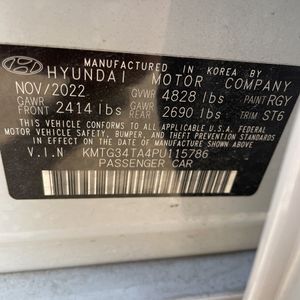 MANUFACTURED IN KOREA BY
HYUNDAI MOTOR COMPANY
NOV/2022 GVWR 4828 lbs PAINT RGY
GAWR FRONT 2414 lbs GAWR REAR 2690 lbs TRIM ST6
THIS VEHICLE CONFORMS TO ALL APPLICABLE U.S.A FEDERAL
MOTOR VEHICLE SAFETY, BUMPER, AND THEFT PREVENTION
STANDARDS IN EFFECT ON THE DATE OF MANUFACTURE SHOWN ABOVE.
V.I.N KMTG34TA4PU115786
PASSENGER CAR